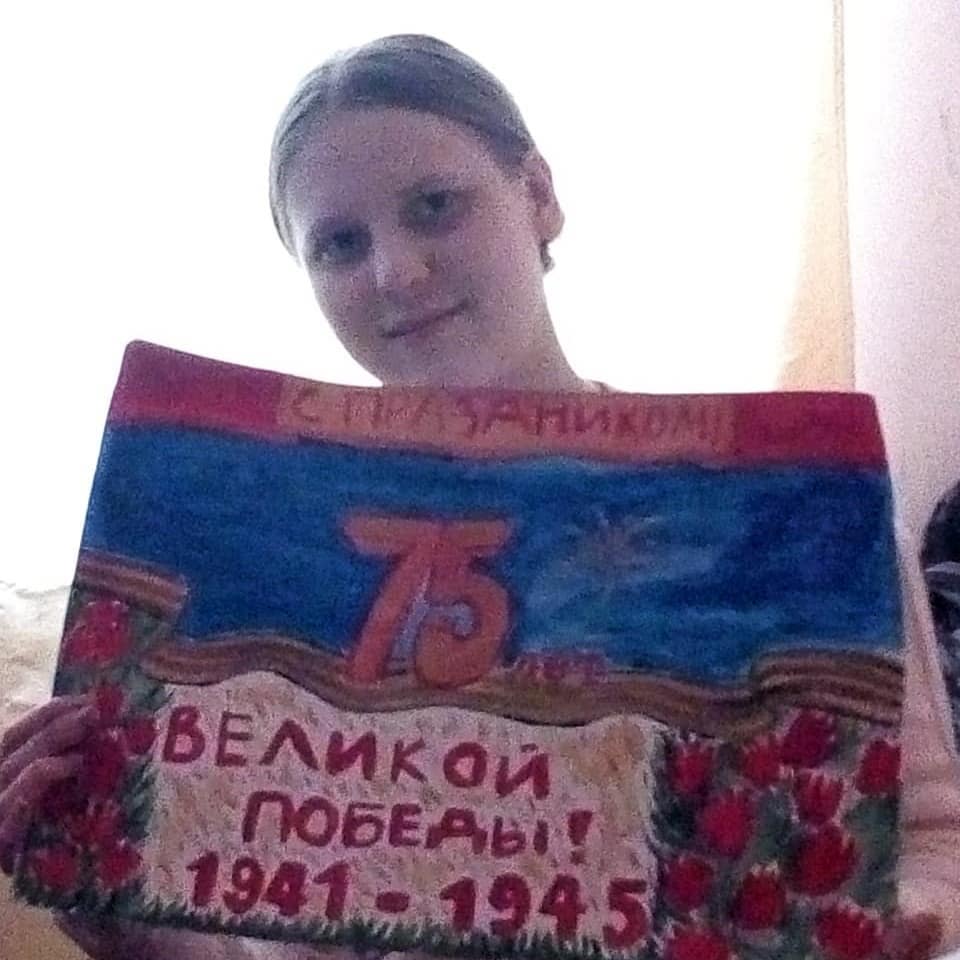 С ПРАЗДНИКОМ!
75
лет
ВЕЛИКОЙ
ПОБЕДЫ!
1941-1945